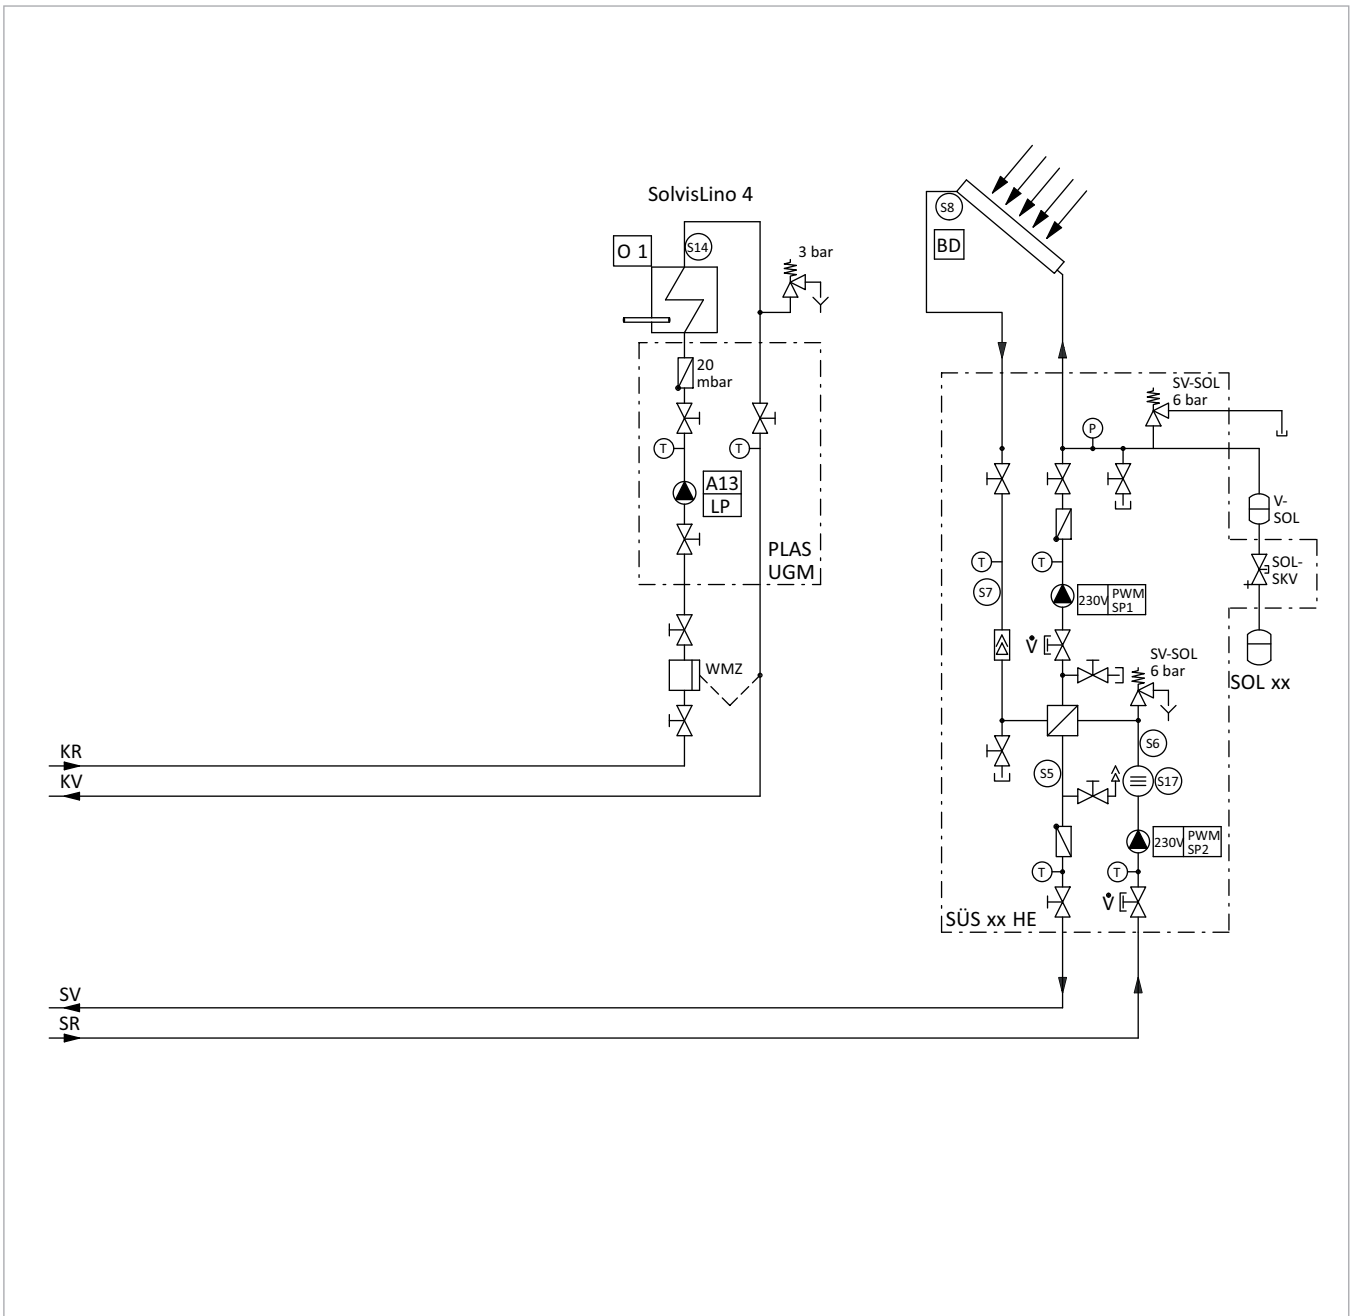 SolvisLino 4
S8
O 1
S14
BD
3 bar
20
mbar
SV-SOL
6 bar
P
T
T
A13
LP
V-
SOL
PLAS
UGM
T
T
SOL-
SKV
S7
230V
PWM
SP1
V̇
WMZ
SV-SOL
6 bar
SOL xx
KR
S6
KV
S5
S17
230V
PWM
SP2
T
T
V̇
SÜS xx HE
SV
SR